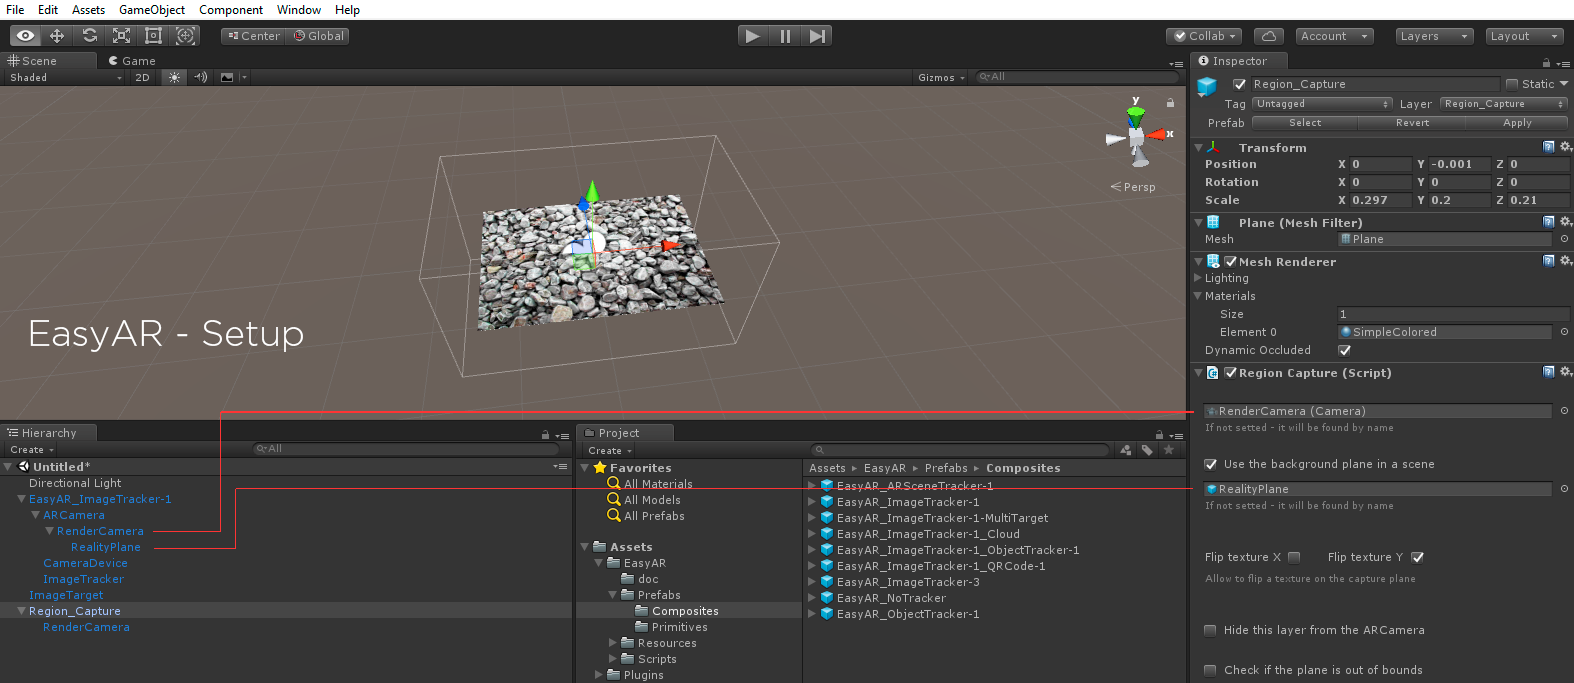 File Edit Assets GameObject Component Window Help
Center Global
Collab Account Layers Layout
Scene Game
Shaded 2D Gizmos All
y
x
Persp
EasyAR - Setup
Hierarchy
Create All
Untitled*
Directional Light
EasyAR_ImageTracker-1
ARCamera
RenderCamera
RealityPlane
CameraDevice
ImageTracker
ImageTarget
Region_Capture
RenderCamera
Project
Create
Favorites
All Materials
All Models
All Prefabs
Assets
EasyAR
doc
Prefabs
Composites
Primitives
Resources
Scripts
Plugins
Assets ▸ EasyAR ▸ Prefabs ▸ Composites
EasyAR_ARSceneTracker-1
EasyAR_ImageTracker-1
EasyAR_ImageTracker-1-MultiTarget
EasyAR_ImageTracker-1_Cloud
EasyAR_ImageTracker-1_ObjectTracker-1
EasyAR_ImageTracker-1_QRCode-1
EasyAR_ImageTracker-3
EasyAR_NoTracker
EasyAR_ObjectTracker-1
Inspector
Region_Capture Static
Tag Untagged Layer Region_Capture
Prefab Select Revert Apply
Transform
Position X 0 Y -0.001 Z 0
Rotation X 0 Y 0 Z 0
Scale X 0.297 Y 0.2 Z 0.21
Plane (Mesh Filter)
Mesh Plane
Mesh Renderer
Lighting
Materials
Size 1
Element 0 SimpleColored
Dynamic Occluded
Region Capture (Script)
RenderCamera (Camera)
If not setted - it will be found by name
Use the background plane in a scene
RealityPlane
If not setted - it will be found by name
Flip texture X Flip texture Y
Allow to flip a texture on the capture plane
Hide this layer from the ARCamera
Check if the plane is out of bounds